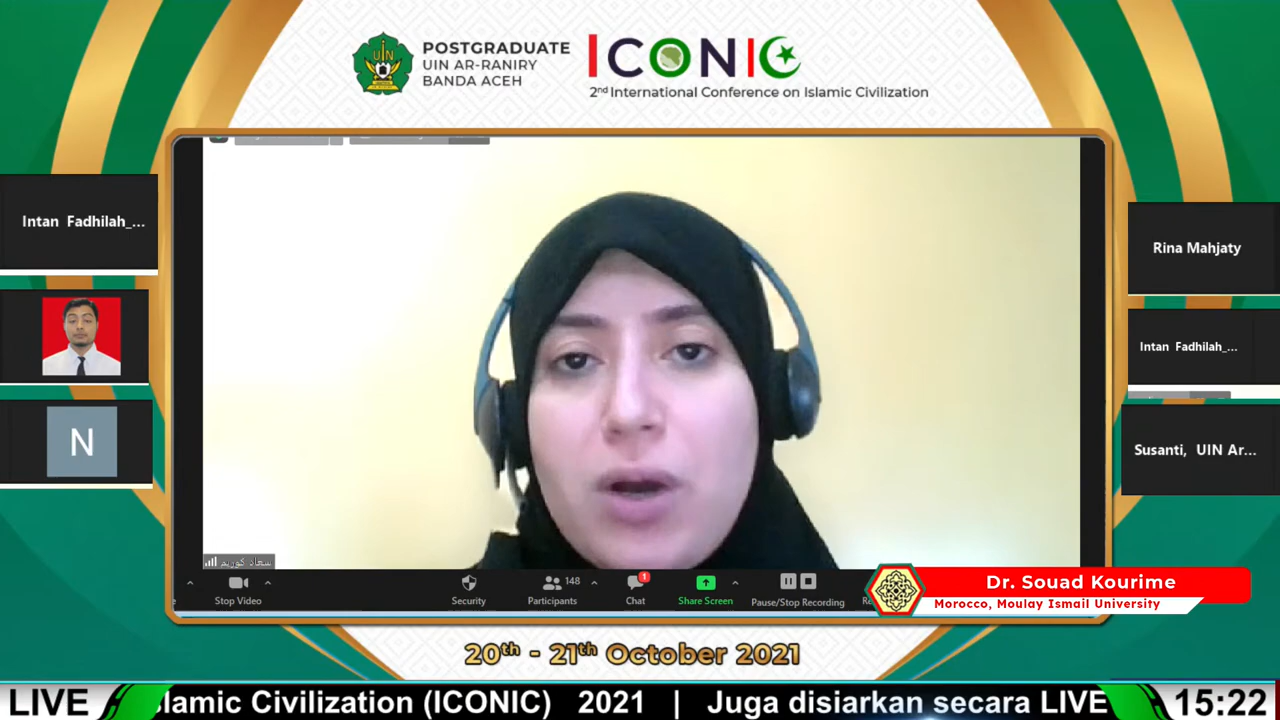 POSTGRADUATE
UIN AR-RANIRY
BANDA ACEH
ICONIC
2nd International Conference on Islamic Civilization
Intan Fadhilah_...
N
Rina Mahjaty
Intan Fadhilah_...
Susanti, UIN Ar...
سعاد كوريم
Stop Video
Security
148
Participants
1
Chat
Share Screen
Pause/Stop Recording
Dr. Souad Kourime
Morocco, Moulay Ismail University
20th - 21th October 2021
LIVE
lamic Civilization (ICONIC) 2021 | Juga disiarkan secara LIVE
15:22